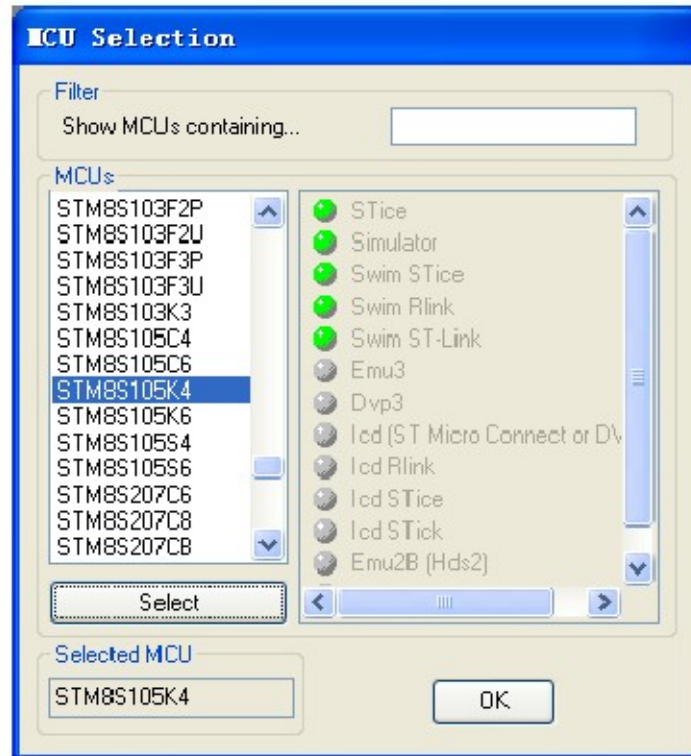 MCU Selection
Filter
Show MCUs containing...
MCUs
STM8S103F2P
STM8S103F2U
STM8S103F3P
STM8S103F3U
STM8S103K3
STM8S105C4
STM8S105C6
STM8S105K4
STM8S105K6
STM8S105S4
STM8S105S6
STM8S207C6
STM8S207C8
STM8S207CB
STice
Simulator
Swim STice
Swim Rlink
Swim ST-Link
Emu3
Dvp3
Icd (ST Micro Connect or DV
Icd Rlink
Icd STice
Icd STick
Emu2B (Hds2)
Select
Selected MCU
STM8S105K4
OK